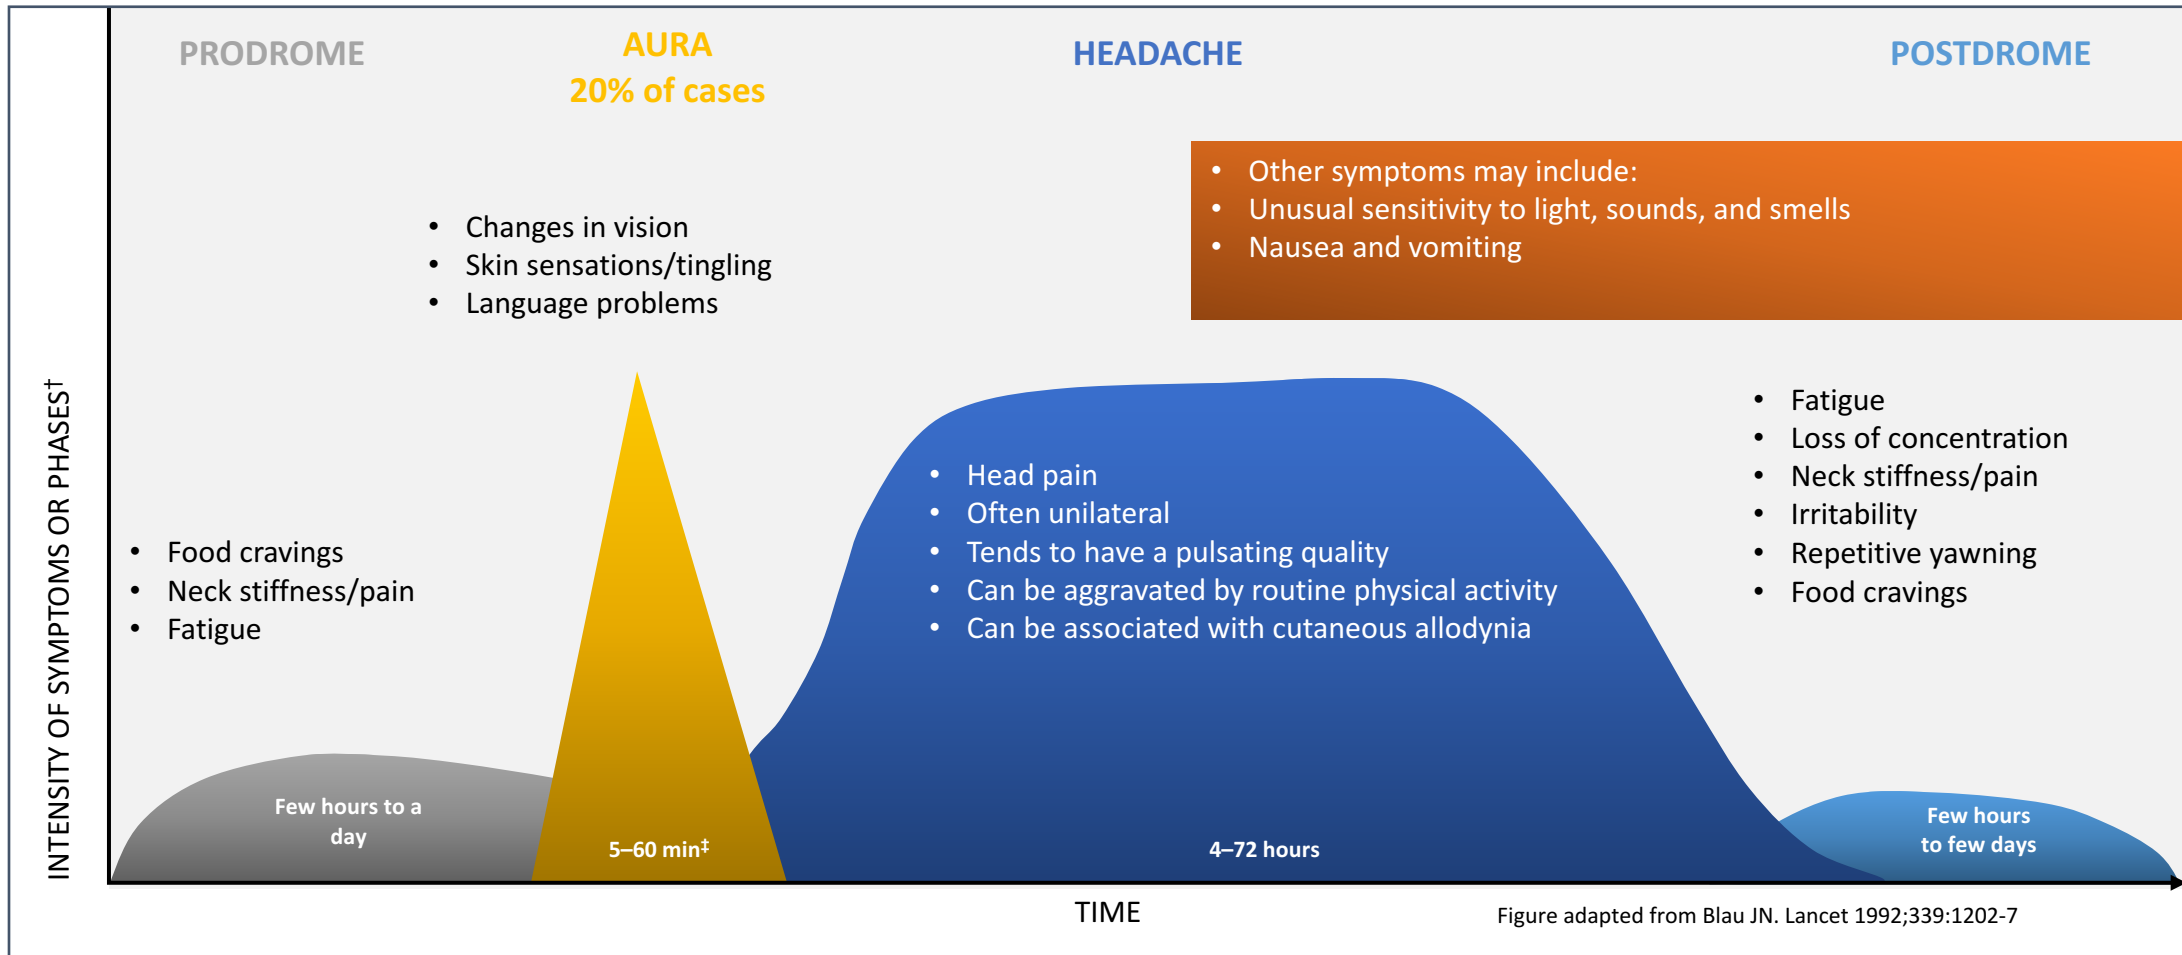 PRODROME
AURA
20% of cases
HEADACHE
POSTDROME
• Other symptoms may include:
• Unusual sensitivity to light, sounds, and smells
• Nausea and vomiting
• Changes in vision
• Skin sensations/tingling
• Language problems
INTENSITY OF SYMPTOMS OR PHASES†
• Food cravings
• Neck stiffness/pain
• Fatigue
• Head pain
• Often unilateral
• Tends to have a pulsating quality
• Can be aggravated by routine physical activity
• Can be associated with cutaneous allodynia
• Fatigue
• Loss of concentration
• Neck stiffness/pain
• Irritability
• Repetitive yawning
• Food cravings
Few hours to a
day
5–60 min‡
4–72 hours
Few hours
to few days
TIME
Figure adapted from Blau JN. Lancet 1992;339:1202-7